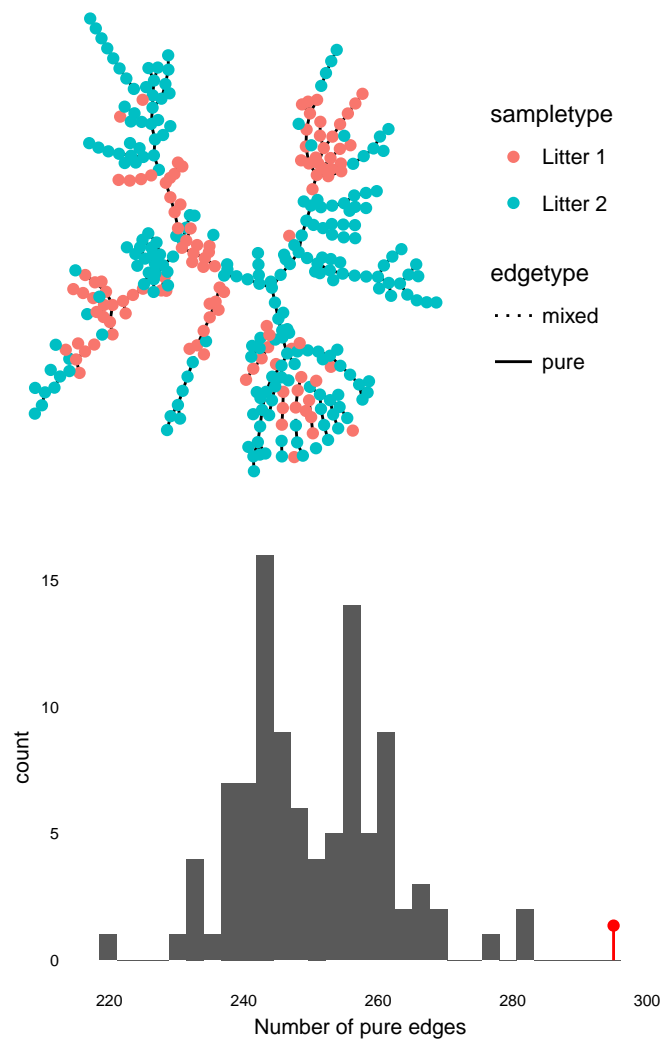 sampletype
Litter 1
Litter 2
edgetype
mixed
pure
15
10
5
0
count
220 240 260 280 300
Number of pure edges